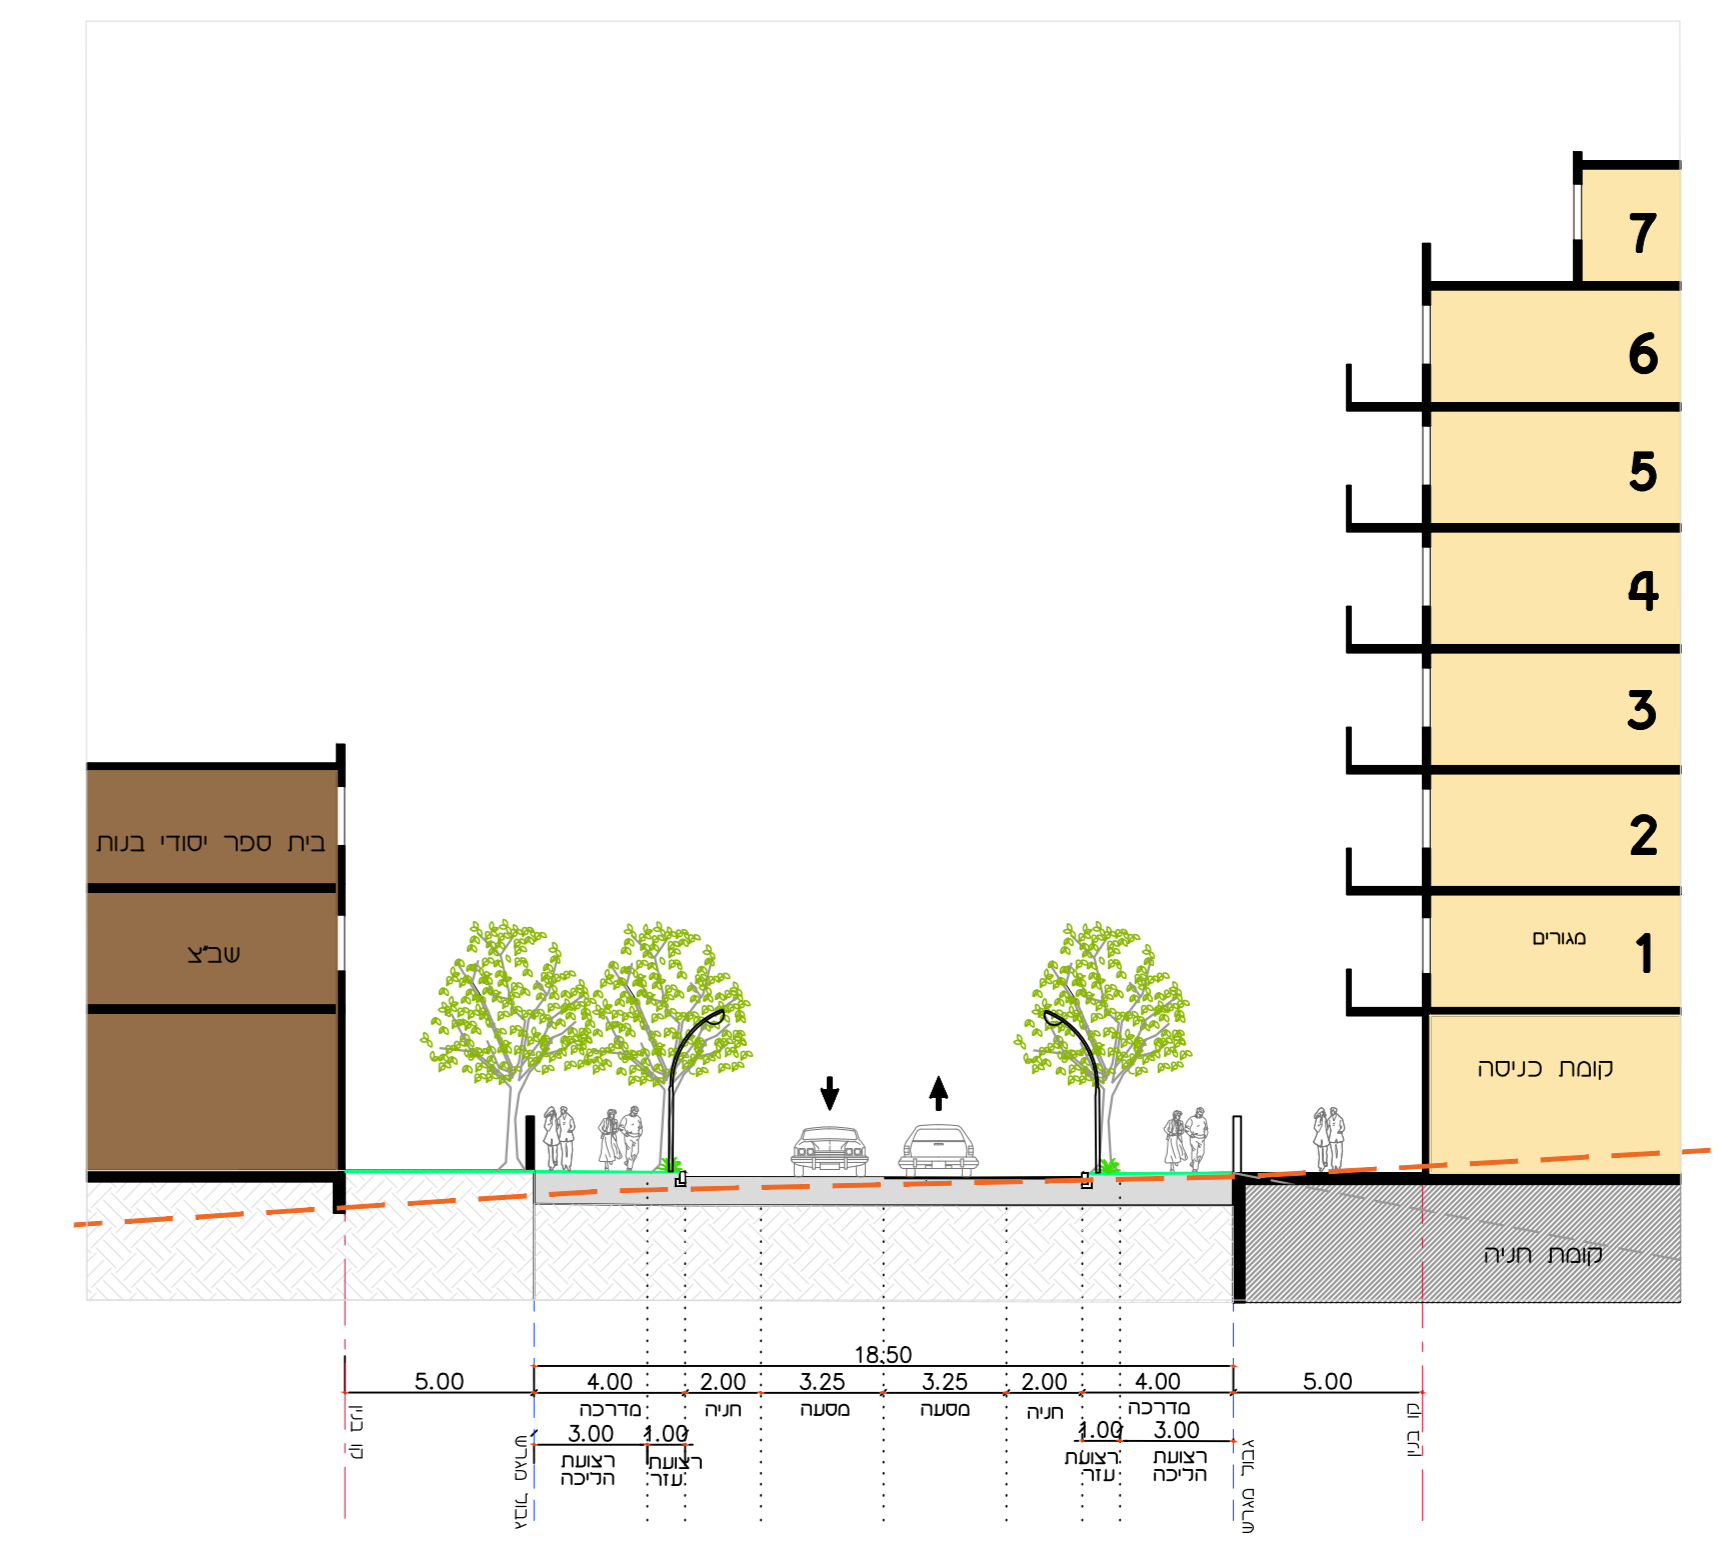 7
6
5
4
3
2
מגורים 1
קומת כניסה
קומת חניה
בית ספר יסודי בנות
שב"צ
18.50
5.00 4.00 2.00 3.25 3.25 2.00 4.00 5.00
מדרכה חניה מסעה מסעה חניה מדרכה
3.00 1.00 1.00 3.00
רצועת הליכה
רצועת עזר
רצועת עזר
רצועת הליכה
קו בנין
גבול מגרש
גבול מגרש
קו בנין